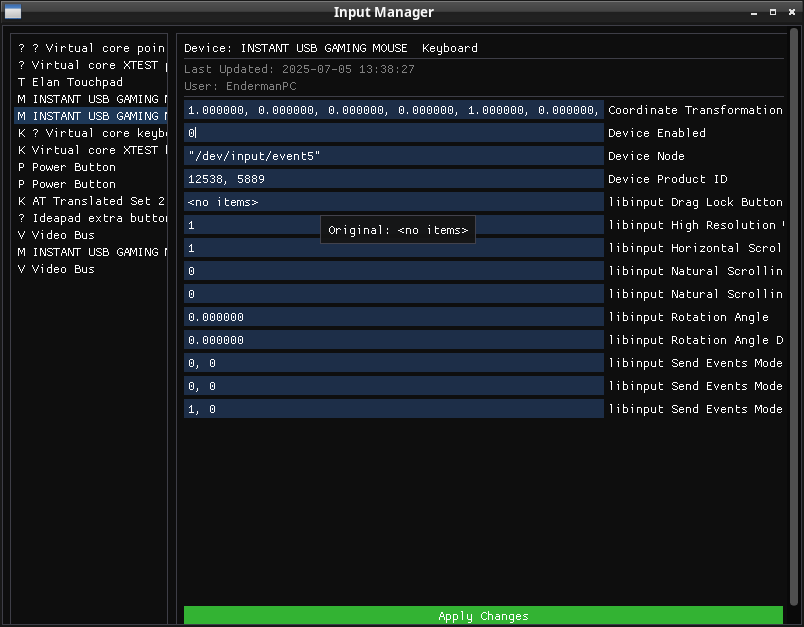 Input Manager
? ? Virtual core poin
? Virtual core XTEST
T Elan Touchpad
M INSTANT USB GAMING
M INSTANT USB GAMING
K ? Virtual core keyb
K Virtual core XTEST
P Power Button
P Power Button
K AT Translated Set 2
? Ideapad extra button
V Video Bus
M INSTANT USB GAMING
V Video Bus
Device: INSTANT USB GAMING MOUSE  Keyboard
Last Updated: 2025-07-05 13:38:27
User: EndermanPC
1.000000, 0.000000, 0.000000, 0.000000, 1.000000, 0.000000, Coordinate Transformation
0 Device Enabled
"/dev/input/event5" Device Node
12538, 5889 Device Product ID
<no items> libinput Drag Lock Button
1 libinput High Resolution
Original: <no items>
1 libinput Horizontal Scrol
0 libinput Natural Scrollin
0 libinput Natural Scrollin
0.000000 libinput Rotation Angle
0.000000 libinput Rotation Angle D
0, 0 libinput Send Events Mode
0, 0 libinput Send Events Mode
1, 0 libinput Send Events Mode
Apply Changes